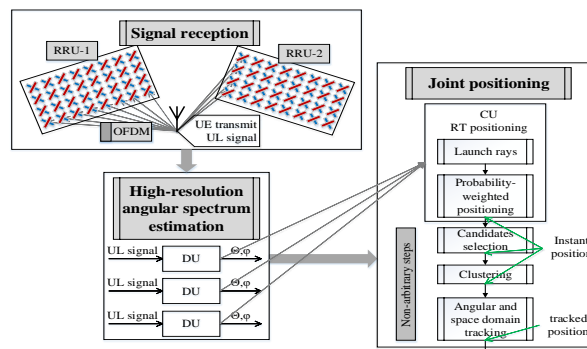 Signal reception
RRU-1
RRU-2
OFDM
UE transmit
UL signal
High-resolution
angular spectrum
estimation
UL signal
DU
Θ,φ
UL signal
DU
Θ,φ
UL signal
DU
Θ,φ
Joint positioning
CU
RT positioning
Launch rays
Probability-
weighted
positioning
Non-arbitrary steps
Candidates
selection
Clustering
Angular and
space domain
tracking
Instant
position
tracked
position